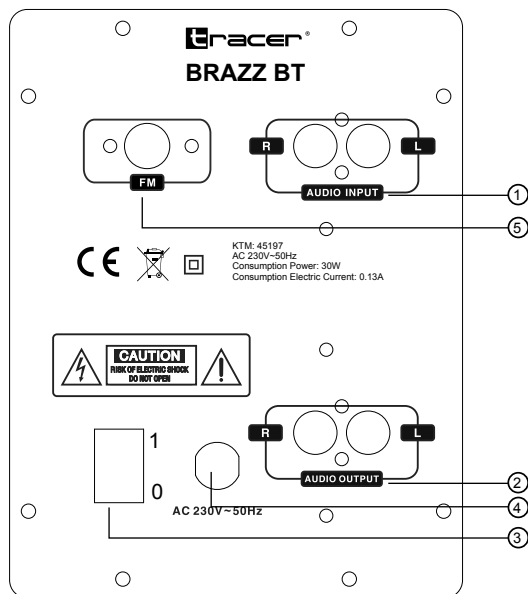 tracer®
BRAZZ BT
R L
FM
AUDIO INPUT
1
5
CE
KTM: 45197
AC 230V~50Hz
Consumption Power: 30W
Consumption Electric Current: 0.13A
CAUTION
RISK OF ELECTRIC SHOCK
DO NOT OPEN
R L
1
0
AUDIO OUTPUT
2
4
AC 230V~50Hz
3